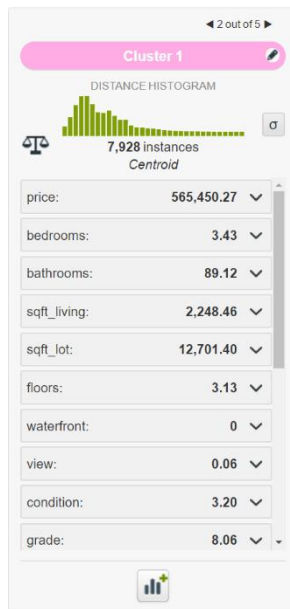 ◀ 2 out of 5 ▶
Cluster 1
DISTANCE HISTOGRAM
σ
7,928 instances
Centroid
price: 565,450.27
bedrooms: 3.43
bathrooms: 89.12
sqft_living: 2,248.46
sqft_lot: 12,701.40
floors: 3.13
waterfront: 0
view: 0.06
condition: 3.20
grade: 8.06